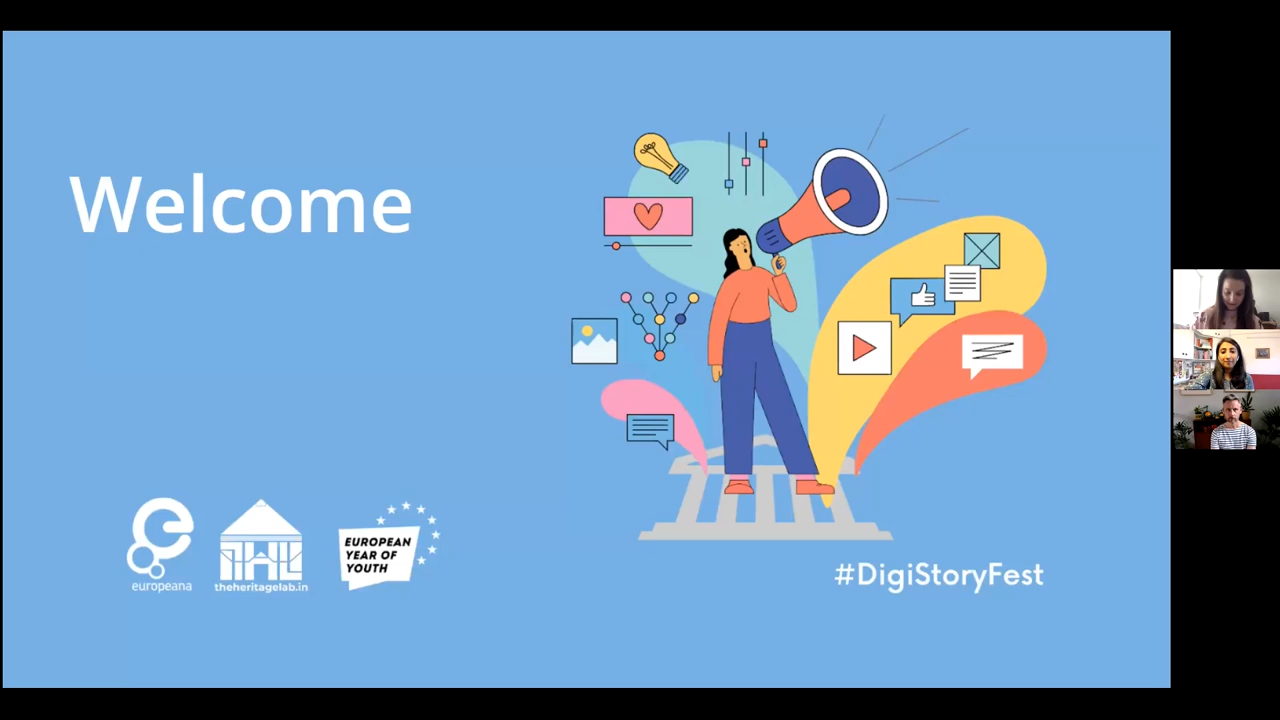 Welcome
europeana
theheritagelab.in
EUROPEAN
YEAR OF
YOUTH
#DigiStoryFest